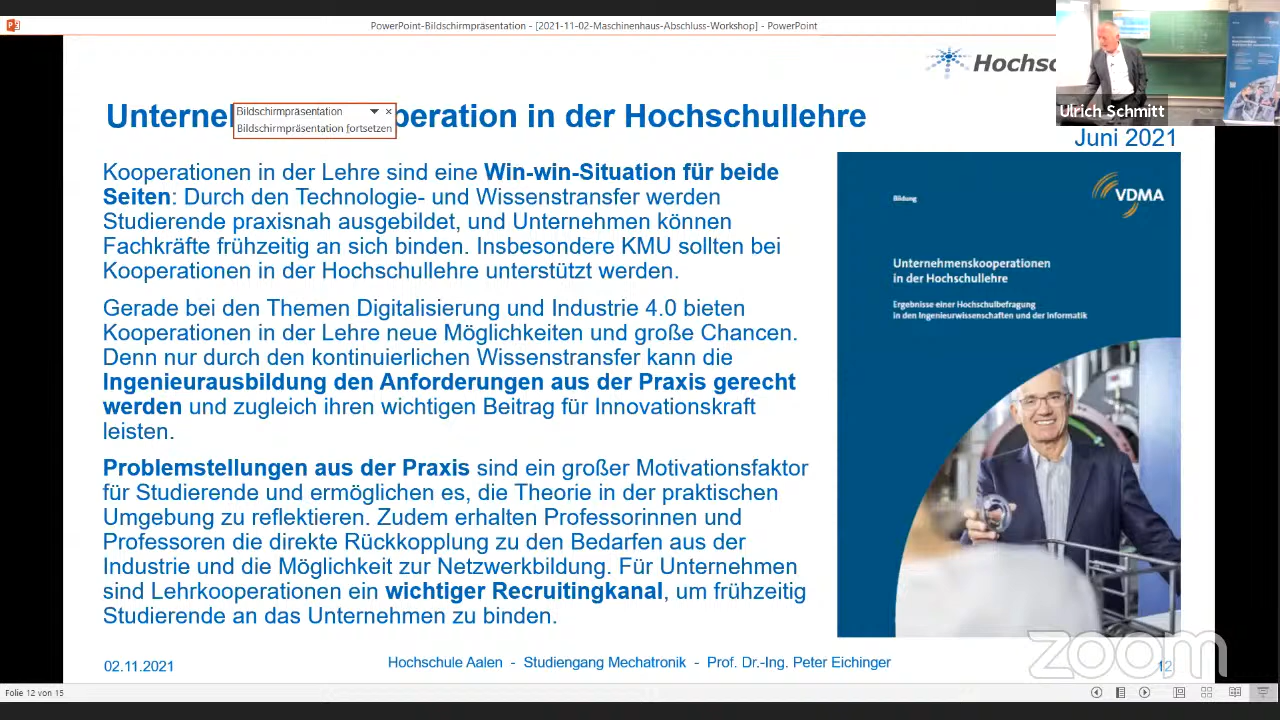 PowerPoint-Bildschirmpräsentation - [2021-11-02-Maschinenhaus-Abschluss-Workshop] - PowerPoint
Hochsc
Ulrich Schmitt
Unterne
peration in der Hochschullehre
Bildschirmpräsentation
Bildschirmpräsentation fortsetzen
Juni 2021
Kooperationen in der Lehre sind eine Win-win-Situation für beide
Seiten: Durch den Technologie- und Wissenstransfer werden
Studierende praxisnah ausgebildet, und Unternehmen können
Fachkräfte frühzeitig an sich binden. Insbesondere KMU sollten bei
Kooperationen in der Hochschullehre unterstützt werden.
Gerade bei den Themen Digitalisierung und Industrie 4.0 bieten
Kooperationen in der Lehre neue Möglichkeiten und große Chancen.
Denn nur durch den kontinuierlichen Wissenstransfer kann die
Ingenieurausbildung den Anforderungen aus der Praxis gerecht
werden und zugleich ihren wichtigen Beitrag für Innovationskraft
leisten.
Problemstellungen aus der Praxis sind ein großer Motivationsfaktor
für Studierende und ermöglichen es, die Theorie in der praktischen
Umgebung zu reflektieren. Zudem erhalten Professorinnen und
Professoren die direkte Rückkopplung zu den Bedarfen aus der
Industrie und die Möglichkeit zur Netzwerkbildung. Für Unternehmen
sind Lehrkooperationen ein wichtiger Recruitingkanal, um frühzeitig
Studierende an das Unternehmen zu binden.
Bildung
VDMA
Unternehmenskooperationen
in der Hochschullehre
Ergebnisse einer Hochschulbefragung
in den Ingenieurwissenschaften und der Informatik
02.11.2021
Hochschule Aalen - Studiengang Mechatronik - Prof. Dr.-Ing. Peter Eichinger
12
zoom
Folie 12 von 15